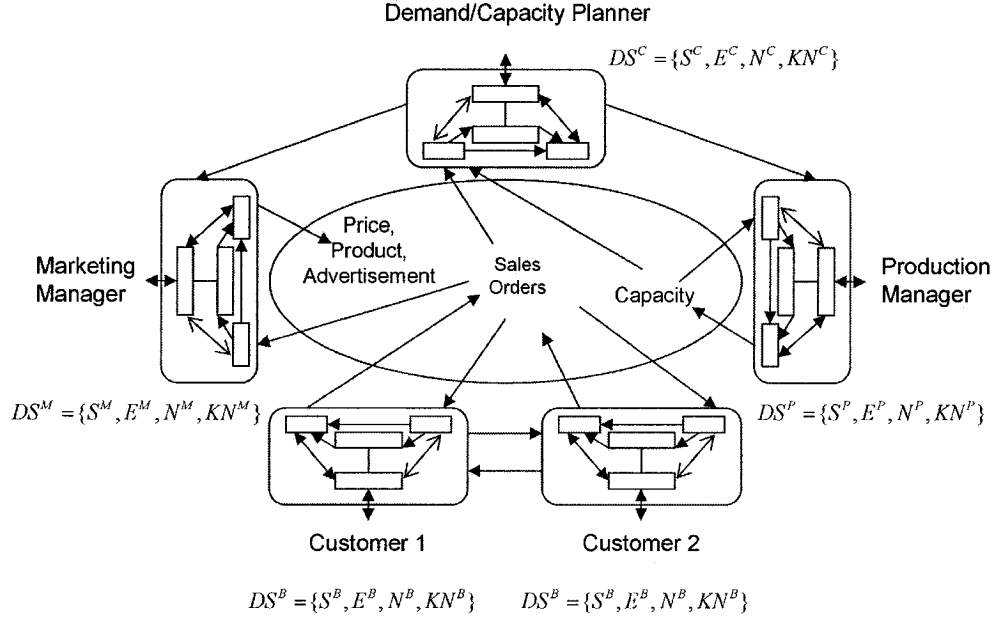 Demand/Capacity Planner
DS^C = {S^C, E^C, N^C, KN^C}
Price,
Product,
Advertisement
Sales
Orders
Capacity
Marketing
Manager
Production
Manager
DS^M = {S^M, E^M, N^M, KN^M}
DS^P = {S^P, E^P, N^P, KN^P}
Customer 1
Customer 2
DS^B = {S^B, E^B, N^B, KN^B}
DS^B = {S^B, E^B, N^B, KN^B}